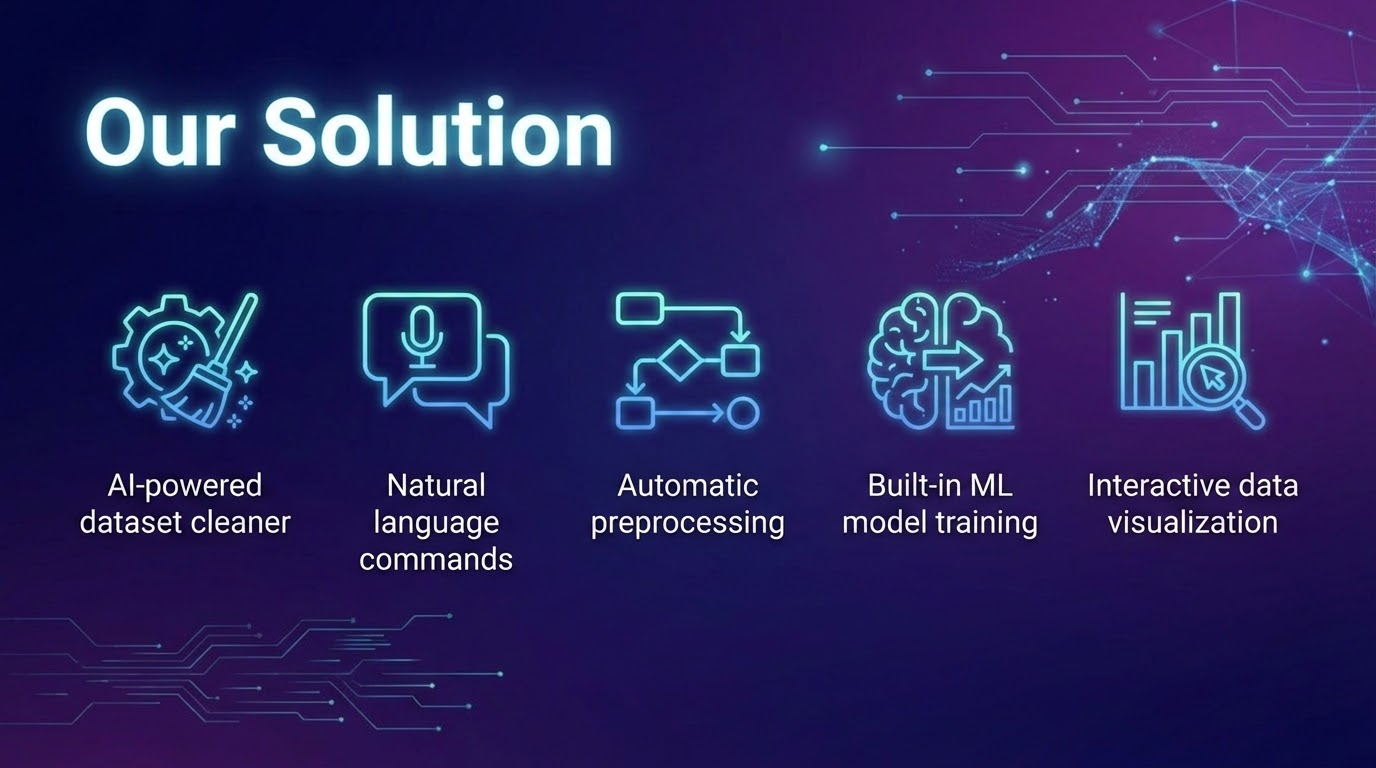 Our Solution
AI-powered
dataset cleaner
Natural
language
commands
Automatic
preprocessing
Built-in ML
model training
Interactive data
visualization